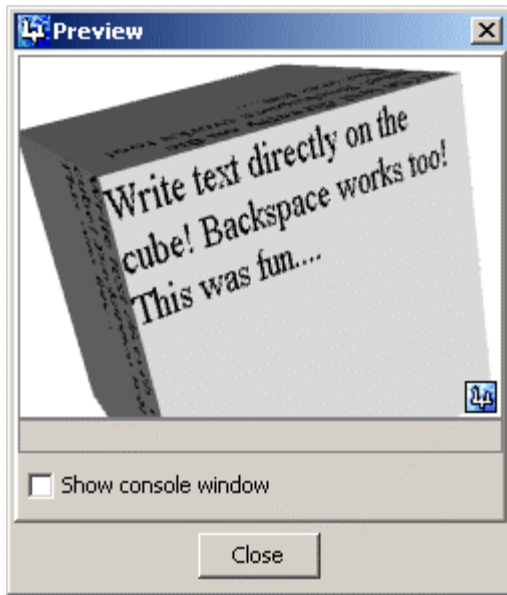 Preview
Write text directly on the
cube! Backspace works too!
This was fun....
Show console window
Close